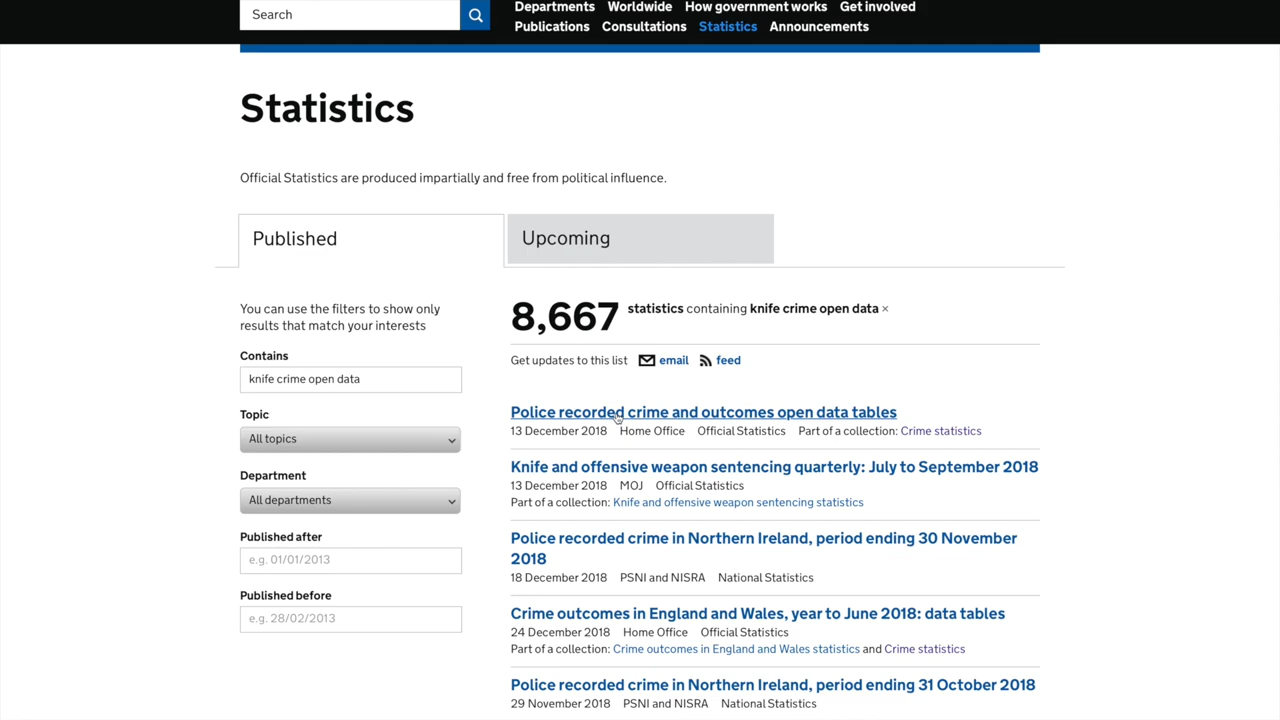 Search
Departments Worldwide How government works Get involved
Publications Consultations Statistics Announcements
Statistics
Official Statistics are produced impartially and free from political influence.
Published
Upcoming
You can use the filters to show only
results that match your interests
Contains
knife crime open data
Topic
All topics
Department
All departments
Published after
e.g. 01/01/2013
Published before
e.g. 28/02/2013
8,667 statistics containing knife crime open data ×
Get updates to this list email feed
Police recorded crime and outcomes open data tables
13 December 2018 Home Office Official Statistics Part of a collection: Crime statistics
Knife and offensive weapon sentencing quarterly: July to September 2018
13 December 2018 MOJ Official Statistics
Part of a collection: Knife and offensive weapon sentencing statistics
Police recorded crime in Northern Ireland, period ending 30 November
2018
18 December 2018 PSNI and NISRA National Statistics
Crime outcomes in England and Wales, year to June 2018: data tables
24 December 2018 Home Office Official Statistics
Part of a collection: Crime outcomes in England and Wales statistics and Crime statistics
Police recorded crime in Northern Ireland, period ending 31 October 2018
29 November 2018 PSNI and NISRA National Statistics